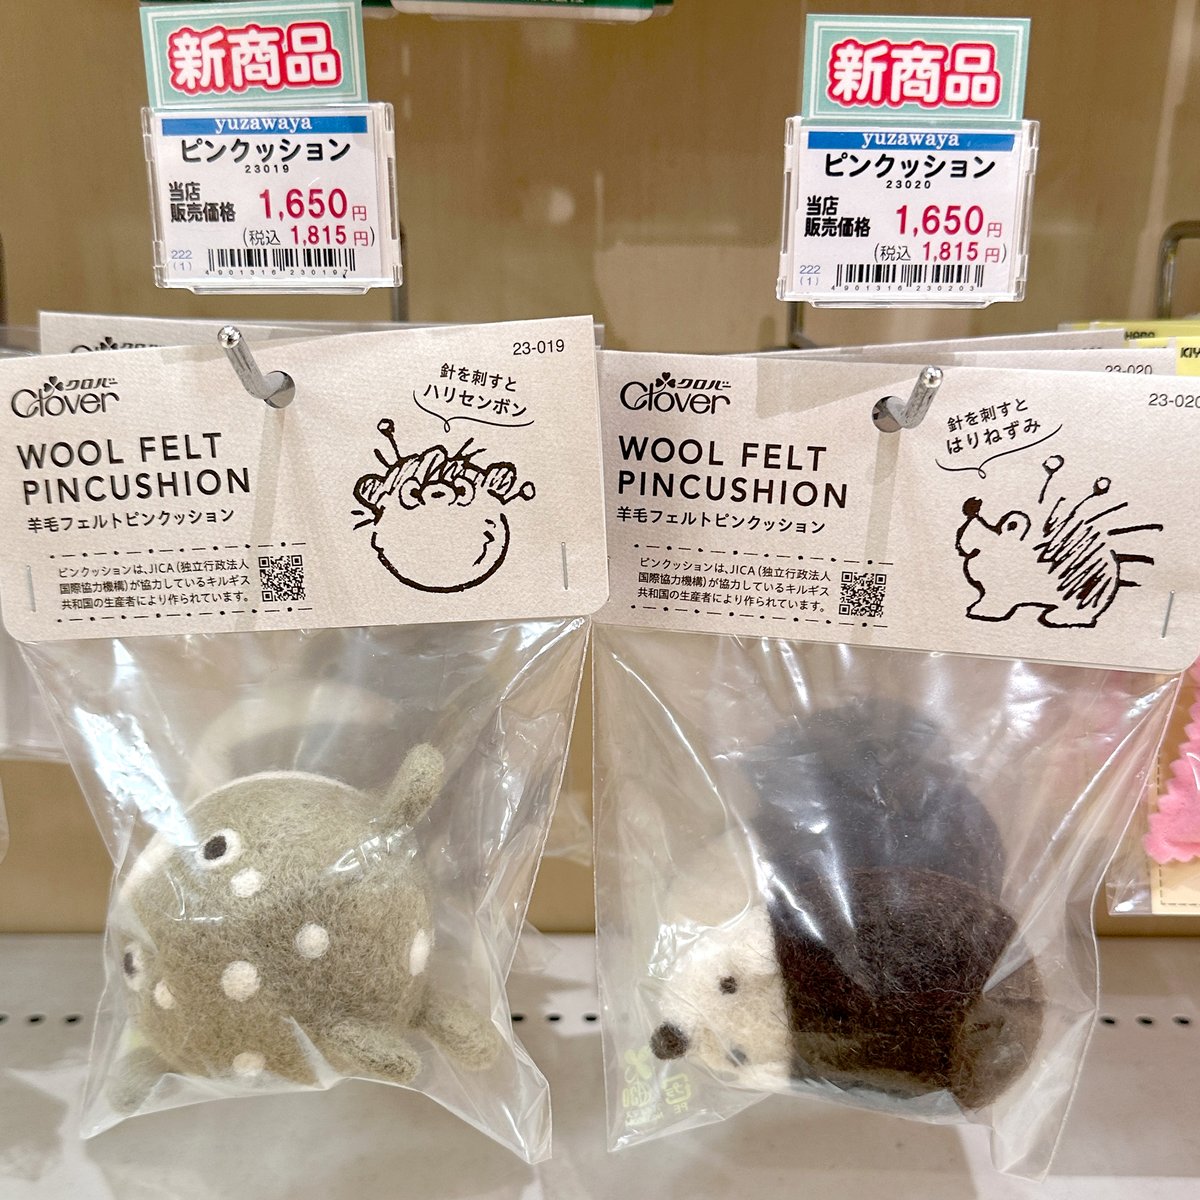 新商品
yuzawaya
ピンクッション
23019
当店
販売価格 1,650円
(税込 1,815円)
222
(1)
4901316230197
新商品
yuzawaya
ピンクッション
23020
当店
販売価格 1,650円
(税込 1,815円)
222
(1)
4901316230203
23-019
クロバー
Clover
針を刺すと
ハリセンボン
WOOL FELT
PINCUSHION
羊毛フェルトピンクッション
ピンクッションは、JICA(独立行政法人
国際協力機構)が協力しているキルギス
共和国の生産者により作られています。
23-020
23-020
クロバー
Clover
針を刺すと
はりねずみ
WOOL FELT
PINCUSHION
羊毛フェルトピンクッション
ピンクッションは、JICA(独立行政法人
国際協力機構)が協力しているキルギス
共和国の生産者により作られています。